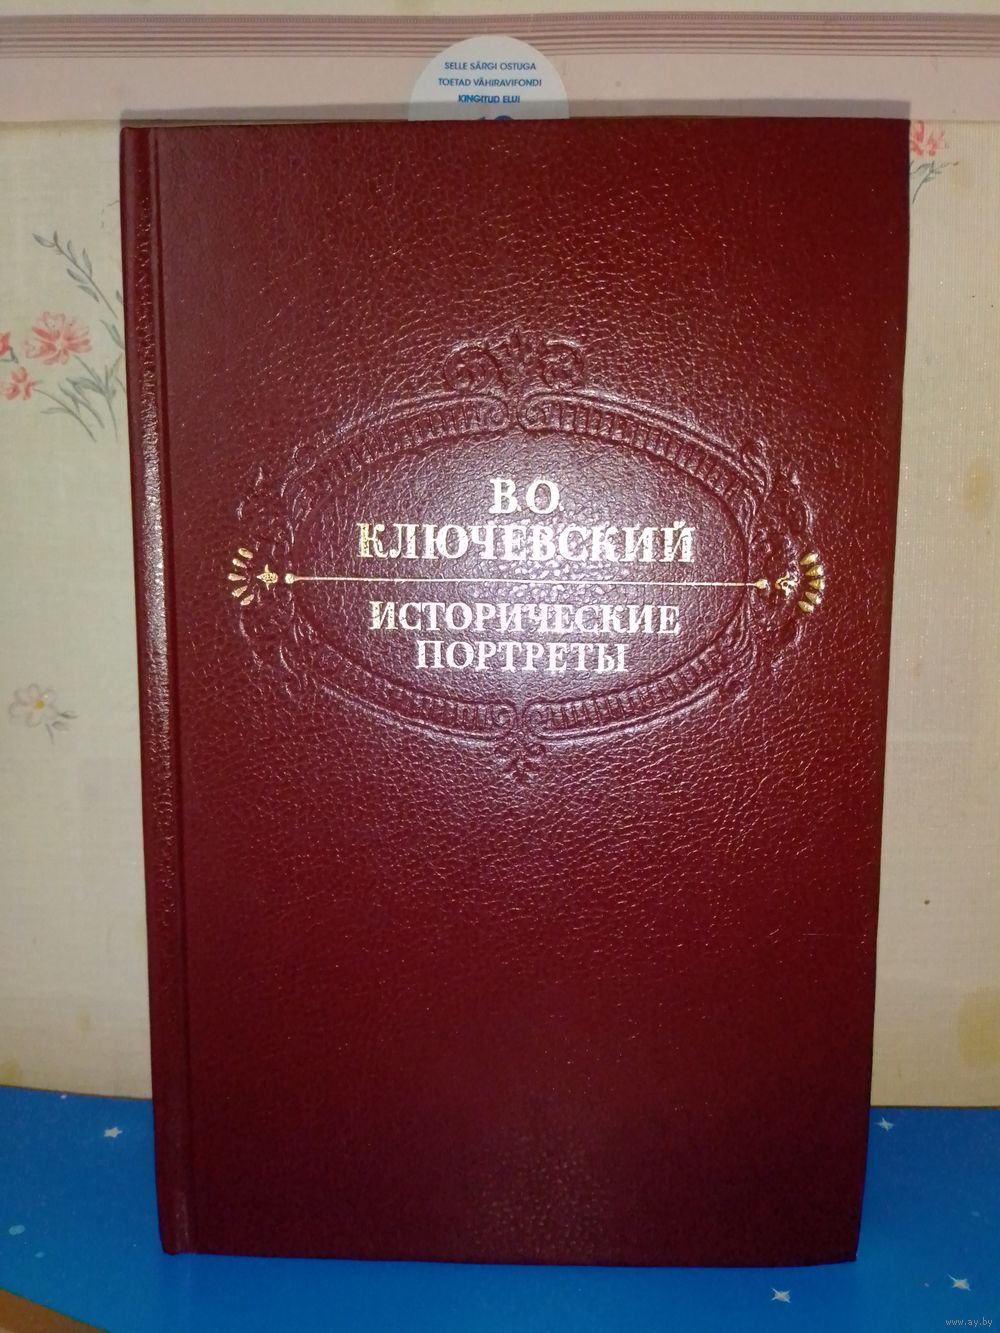 SELLE SÄRGI OSTUGA
TOETAD VÄHIRAVIFONDI
KINGITUD ELU!
В.О.
КЛЮЧЕВСКИЙ
ИСТОРИЧЕСКИЕ
ПОРТРЕТЫ
www.ay.by